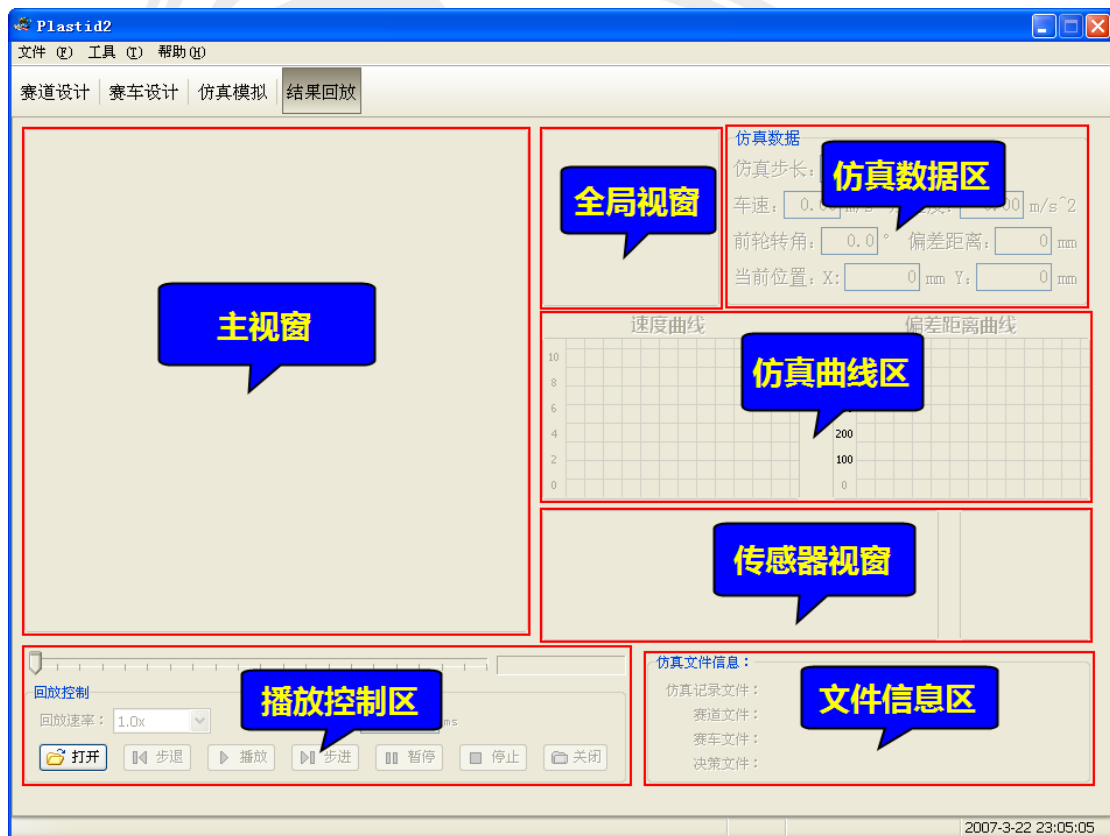 Plastid2
文件 (F) 工具 (T) 帮助(H)
赛道设计 赛车设计 仿真模拟 结果回放
主视窗
全局视窗
仿真数据
仿真步长:
仿真数据区
车速: 0.00 m/s m/s^2
前轮转角: 0.0 ° 偏差距离: 0 mm
当前位置: X: 0 mm Y: 0 mm
速度曲线 偏差距离曲线
仿真曲线区
10
8
6
4 200
2 100
0 0
传感器视窗
回放控制
播放控制区
回放速率: 1.0x ms
打开 步退 播放 步进 暂停 停止 关闭
仿真文件信息:
文件信息区
仿真记录文件:
赛道文件:
赛车文件:
决策文件:
2007-3-22 23:05:05